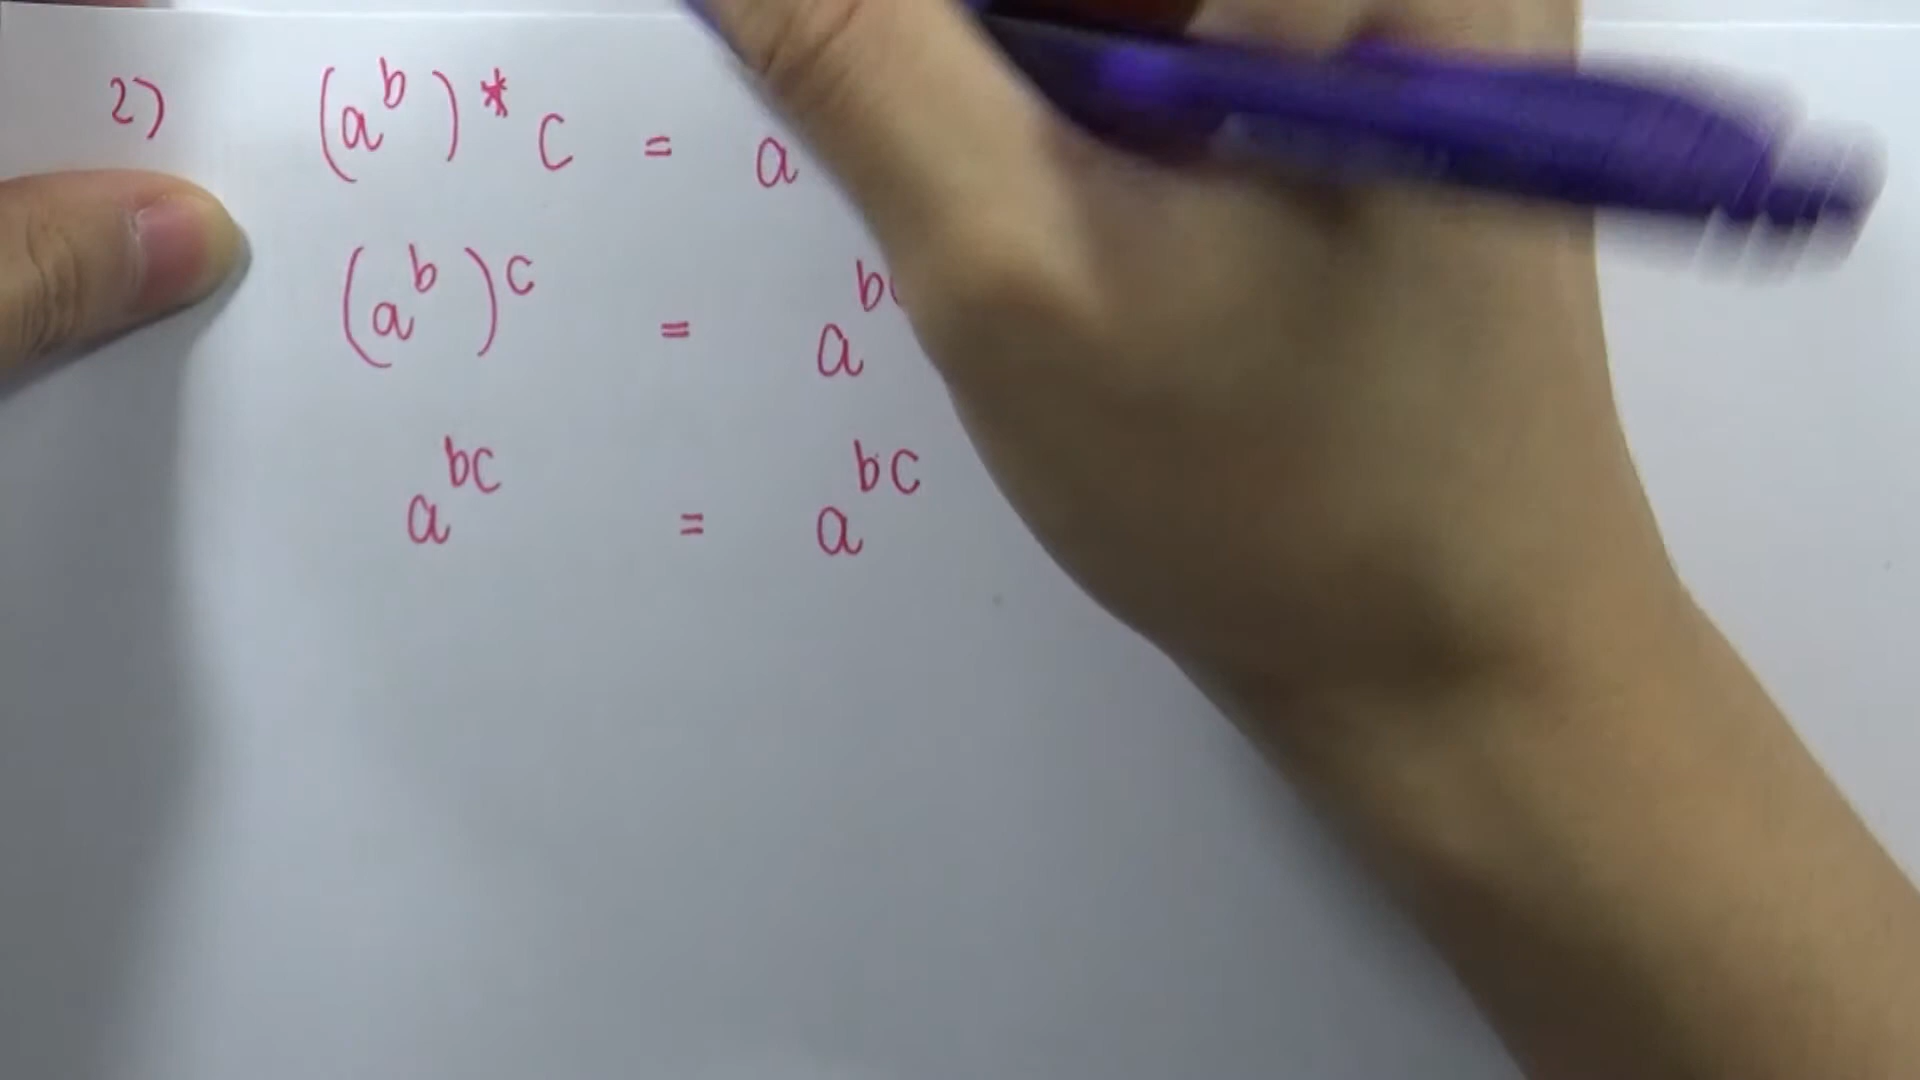 2) (a^b)* c = a
(a^b)^c = a^b
a^bc = a^bc